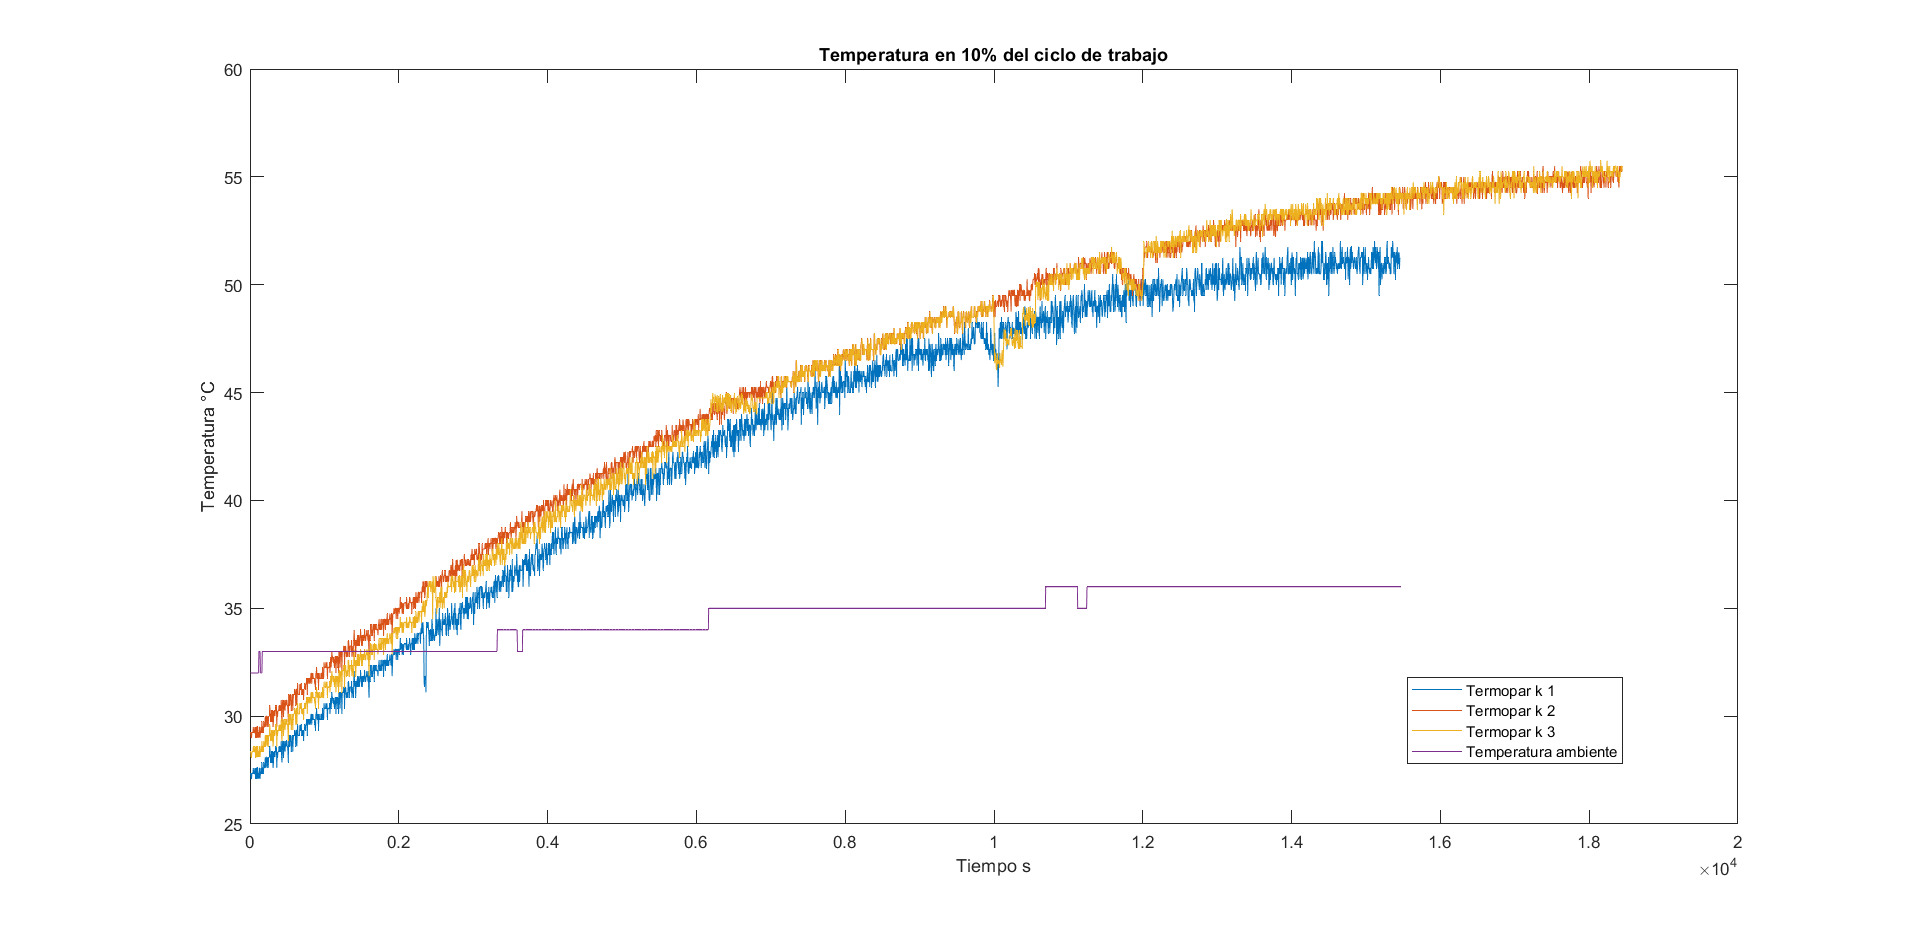 Temperatura en 10% del ciclo de trabajo
60
55
50
45
40
35
30
25
Temperatura °C
0
0.2
0.4
0.6
0.8
1
1.2
1.4
1.6
1.8
2
×10⁴
Tiempo s
Termopar k 1
Termopar k 2
Termopar k 3
Temperatura ambiente